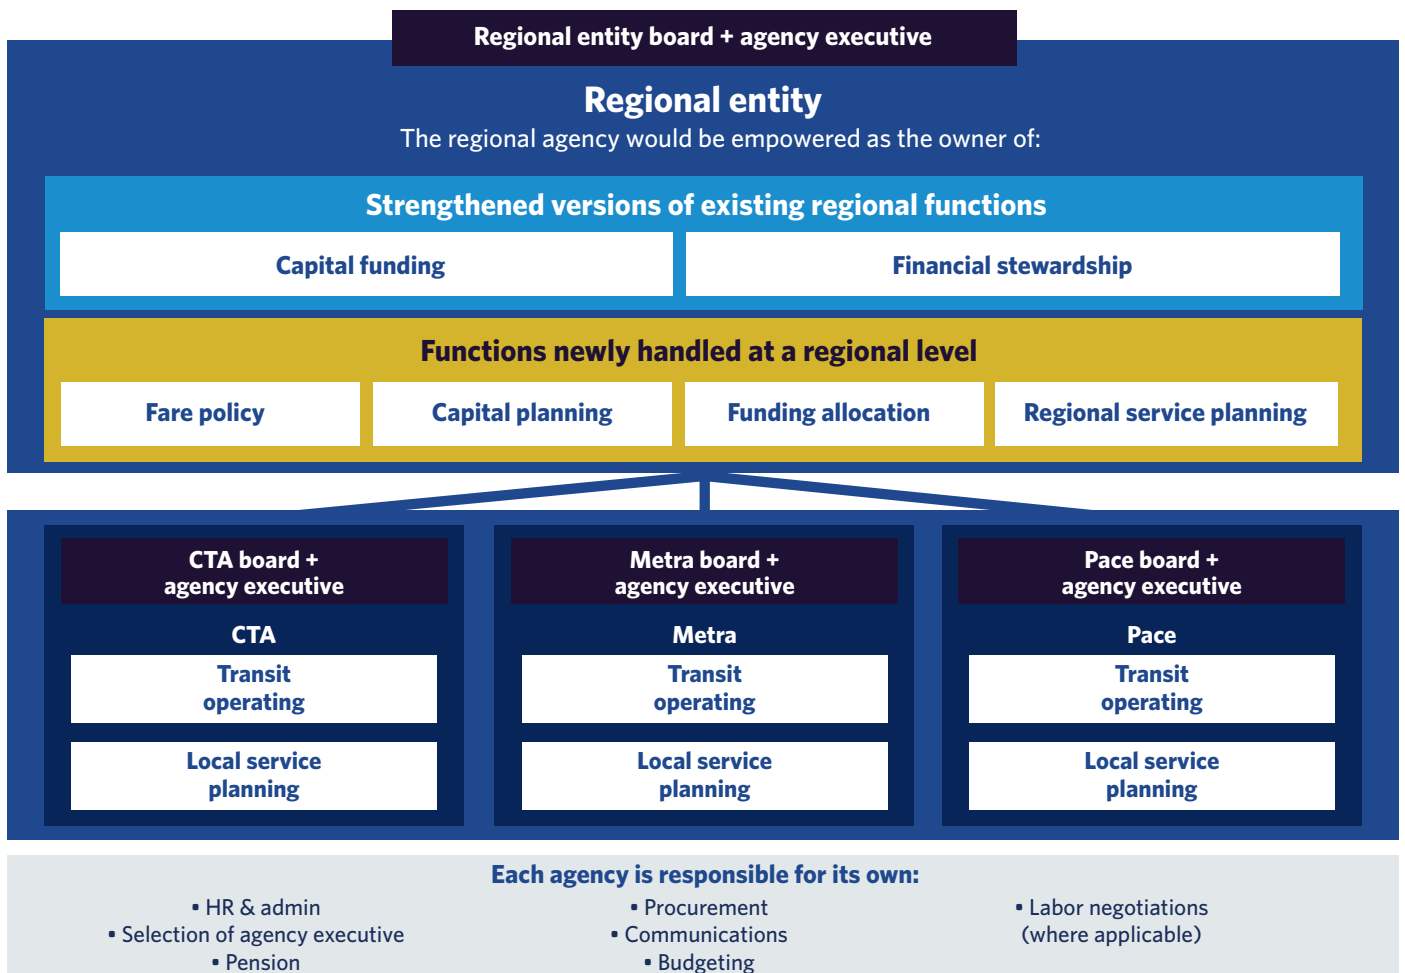 Regional entity board + agency executive
Regional entity
The regional agency would be empowered as the owner of:
Strengthened versions of existing regional functions
Capital funding
Financial stewardship
Functions newly handled at a regional level
Fare policy
Capital planning
Funding allocation
Regional service planning
CTA board +
agency executive
CTA
Transit
operating
Local service
planning
Metra board +
agency executive
Metra
Transit
operating
Local service
planning
Pace board +
agency executive
Pace
Transit
operating
Local service
planning
Each agency is responsible for its own:
▪ HR & admin
▪ Selection of agency executive
▪ Pension
▪ Procurement
▪ Communications
▪ Budgeting
▪ Labor negotiations
(where applicable)